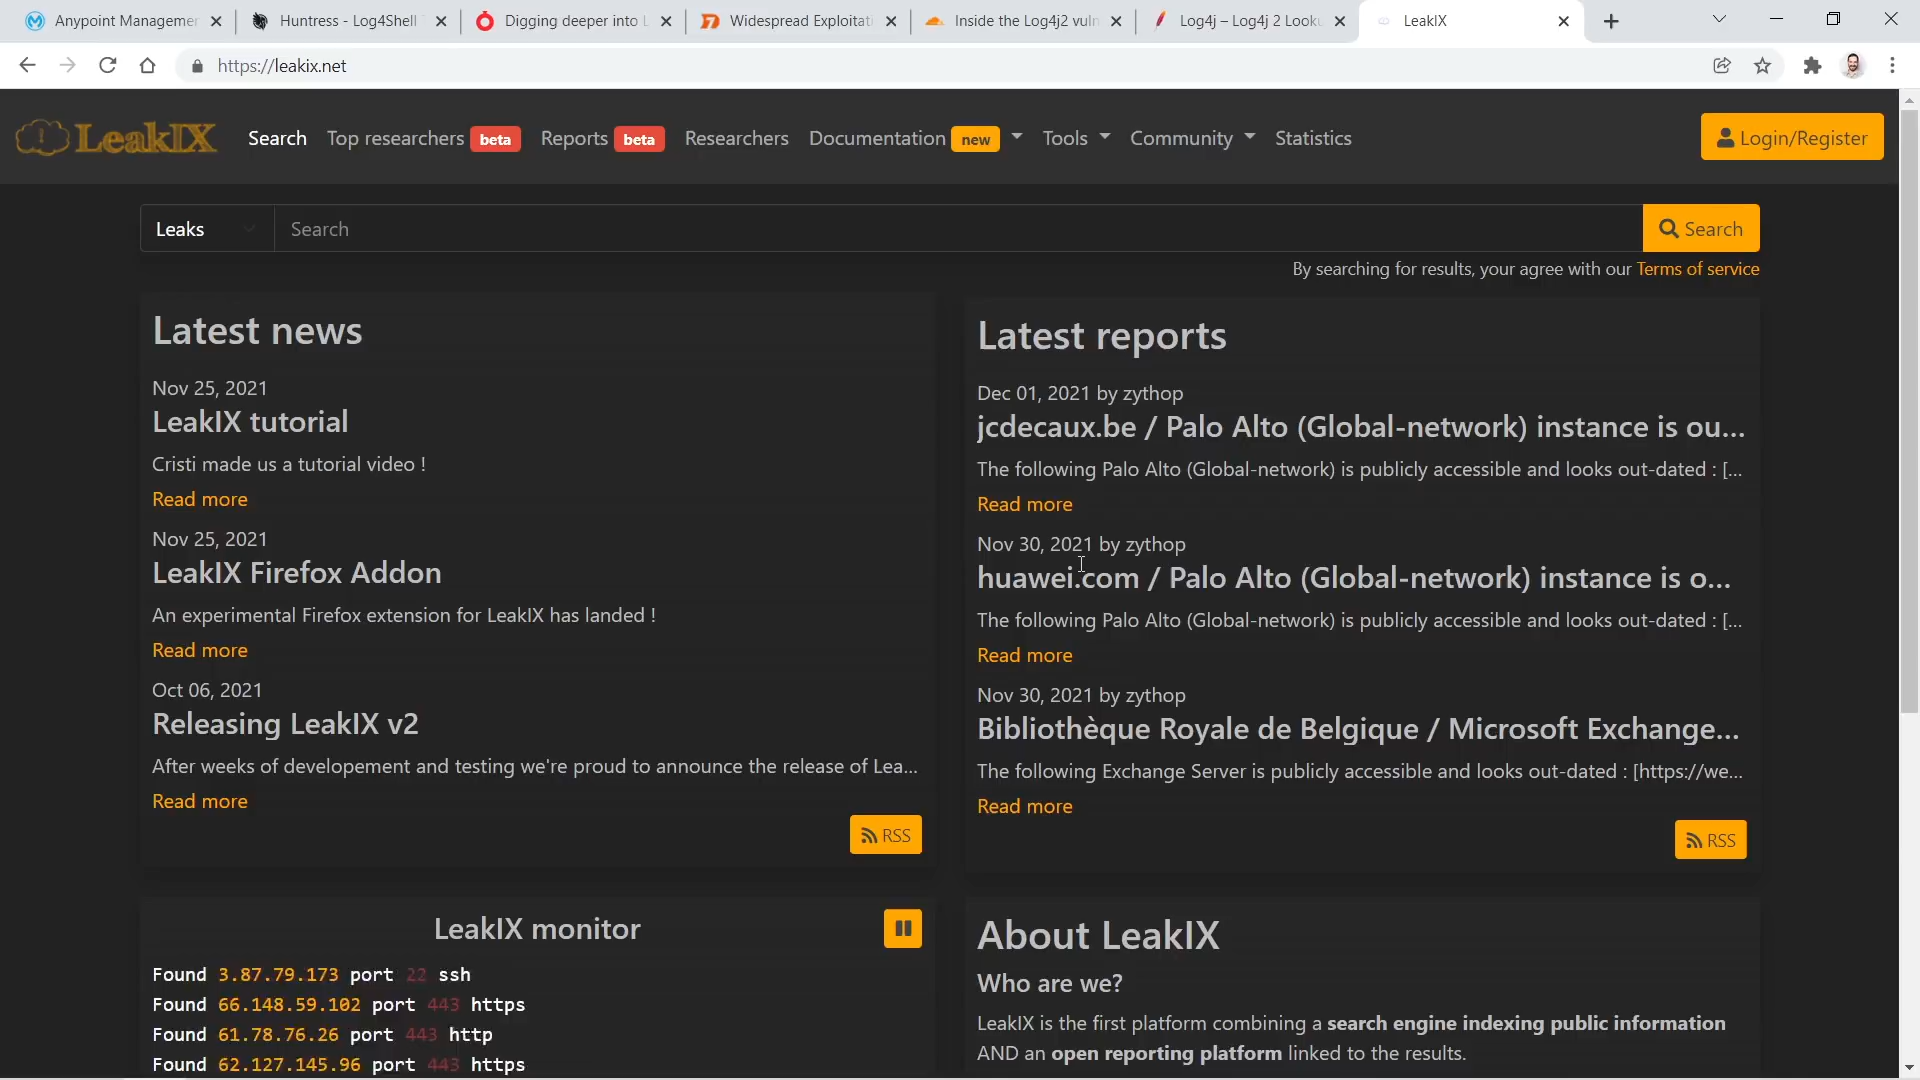 Anypoint Managemer
Huntress - Log4Shell
Digging deeper into L
Widespread Exploitati
Inside the Log4j2 vuln
Log4j – Log4j 2 Looku
LeakIX
https://leakix.net
LeakIX
Search
Top researchers beta
Reports beta
Researchers
Documentation new
Tools
Community
Statistics
Login/Register
Leaks
Search
Search
By searching for results, your agree with our Terms of service
Latest news
Nov 25, 2021
LeakIX tutorial
Cristi made us a tutorial video !
Read more
Nov 25, 2021
LeakIX Firefox Addon
An experimental Firefox extension for LeakIX has landed !
Read more
Oct 06, 2021
Releasing LeakIX v2
After weeks of developement and testing we're proud to announce the release of Lea...
Read more
RSS
Latest reports
Dec 01, 2021 by zythop
jcdecaux.be / Palo Alto (Global-network) instance is ou...
The following Palo Alto (Global-network) is publicly accessible and looks out-dated : [...
Read more
Nov 30, 2021 by zythop
huawei.com / Palo Alto (Global-network) instance is o...
The following Palo Alto (Global-network) is publicly accessible and looks out-dated : [...
Read more
Nov 30, 2021 by zythop
Bibliothèque Royale de Belgique / Microsoft Exchange...
The following Exchange Server is publicly accessible and looks out-dated : [https://we...
Read more
RSS
LeakIX monitor
Found 3.87.79.173 port 22 ssh
Found 66.148.59.102 port 443 https
Found 61.78.76.26 port 443 http
Found 62.127.145.96 port 443 https
About LeakIX
Who are we?
LeakIX is the first platform combining a search engine indexing public information
AND an open reporting platform linked to the results.